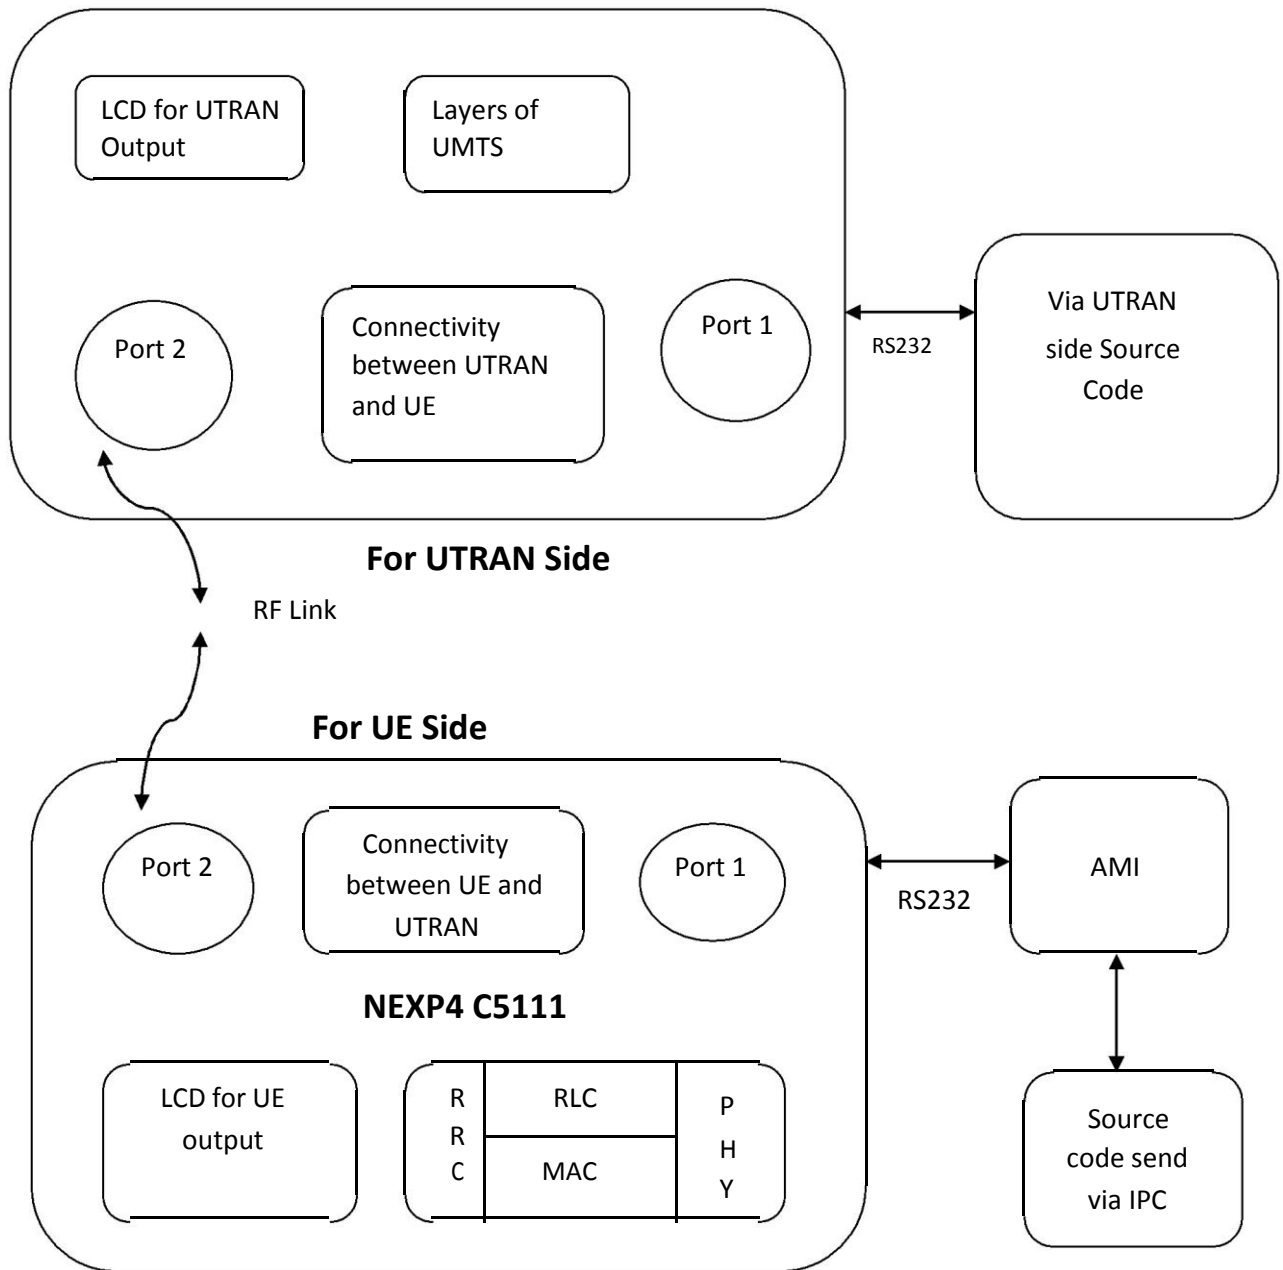 LCD for UTRAN
Output
Layers of
UMTS
Port 2
Connectivity
between UTRAN
and UE
Port 1
RS232
Via UTRAN
side Source
Code
For UTRAN Side
RF Link
For UE Side
Port 2
Connectivity
between UE and
UTRAN
Port 1
RS232
AMI
NEXP4 C5111
LCD for UE
output
R
R
C
RLC
MAC
P
H
Y
Source
code send
via IPC